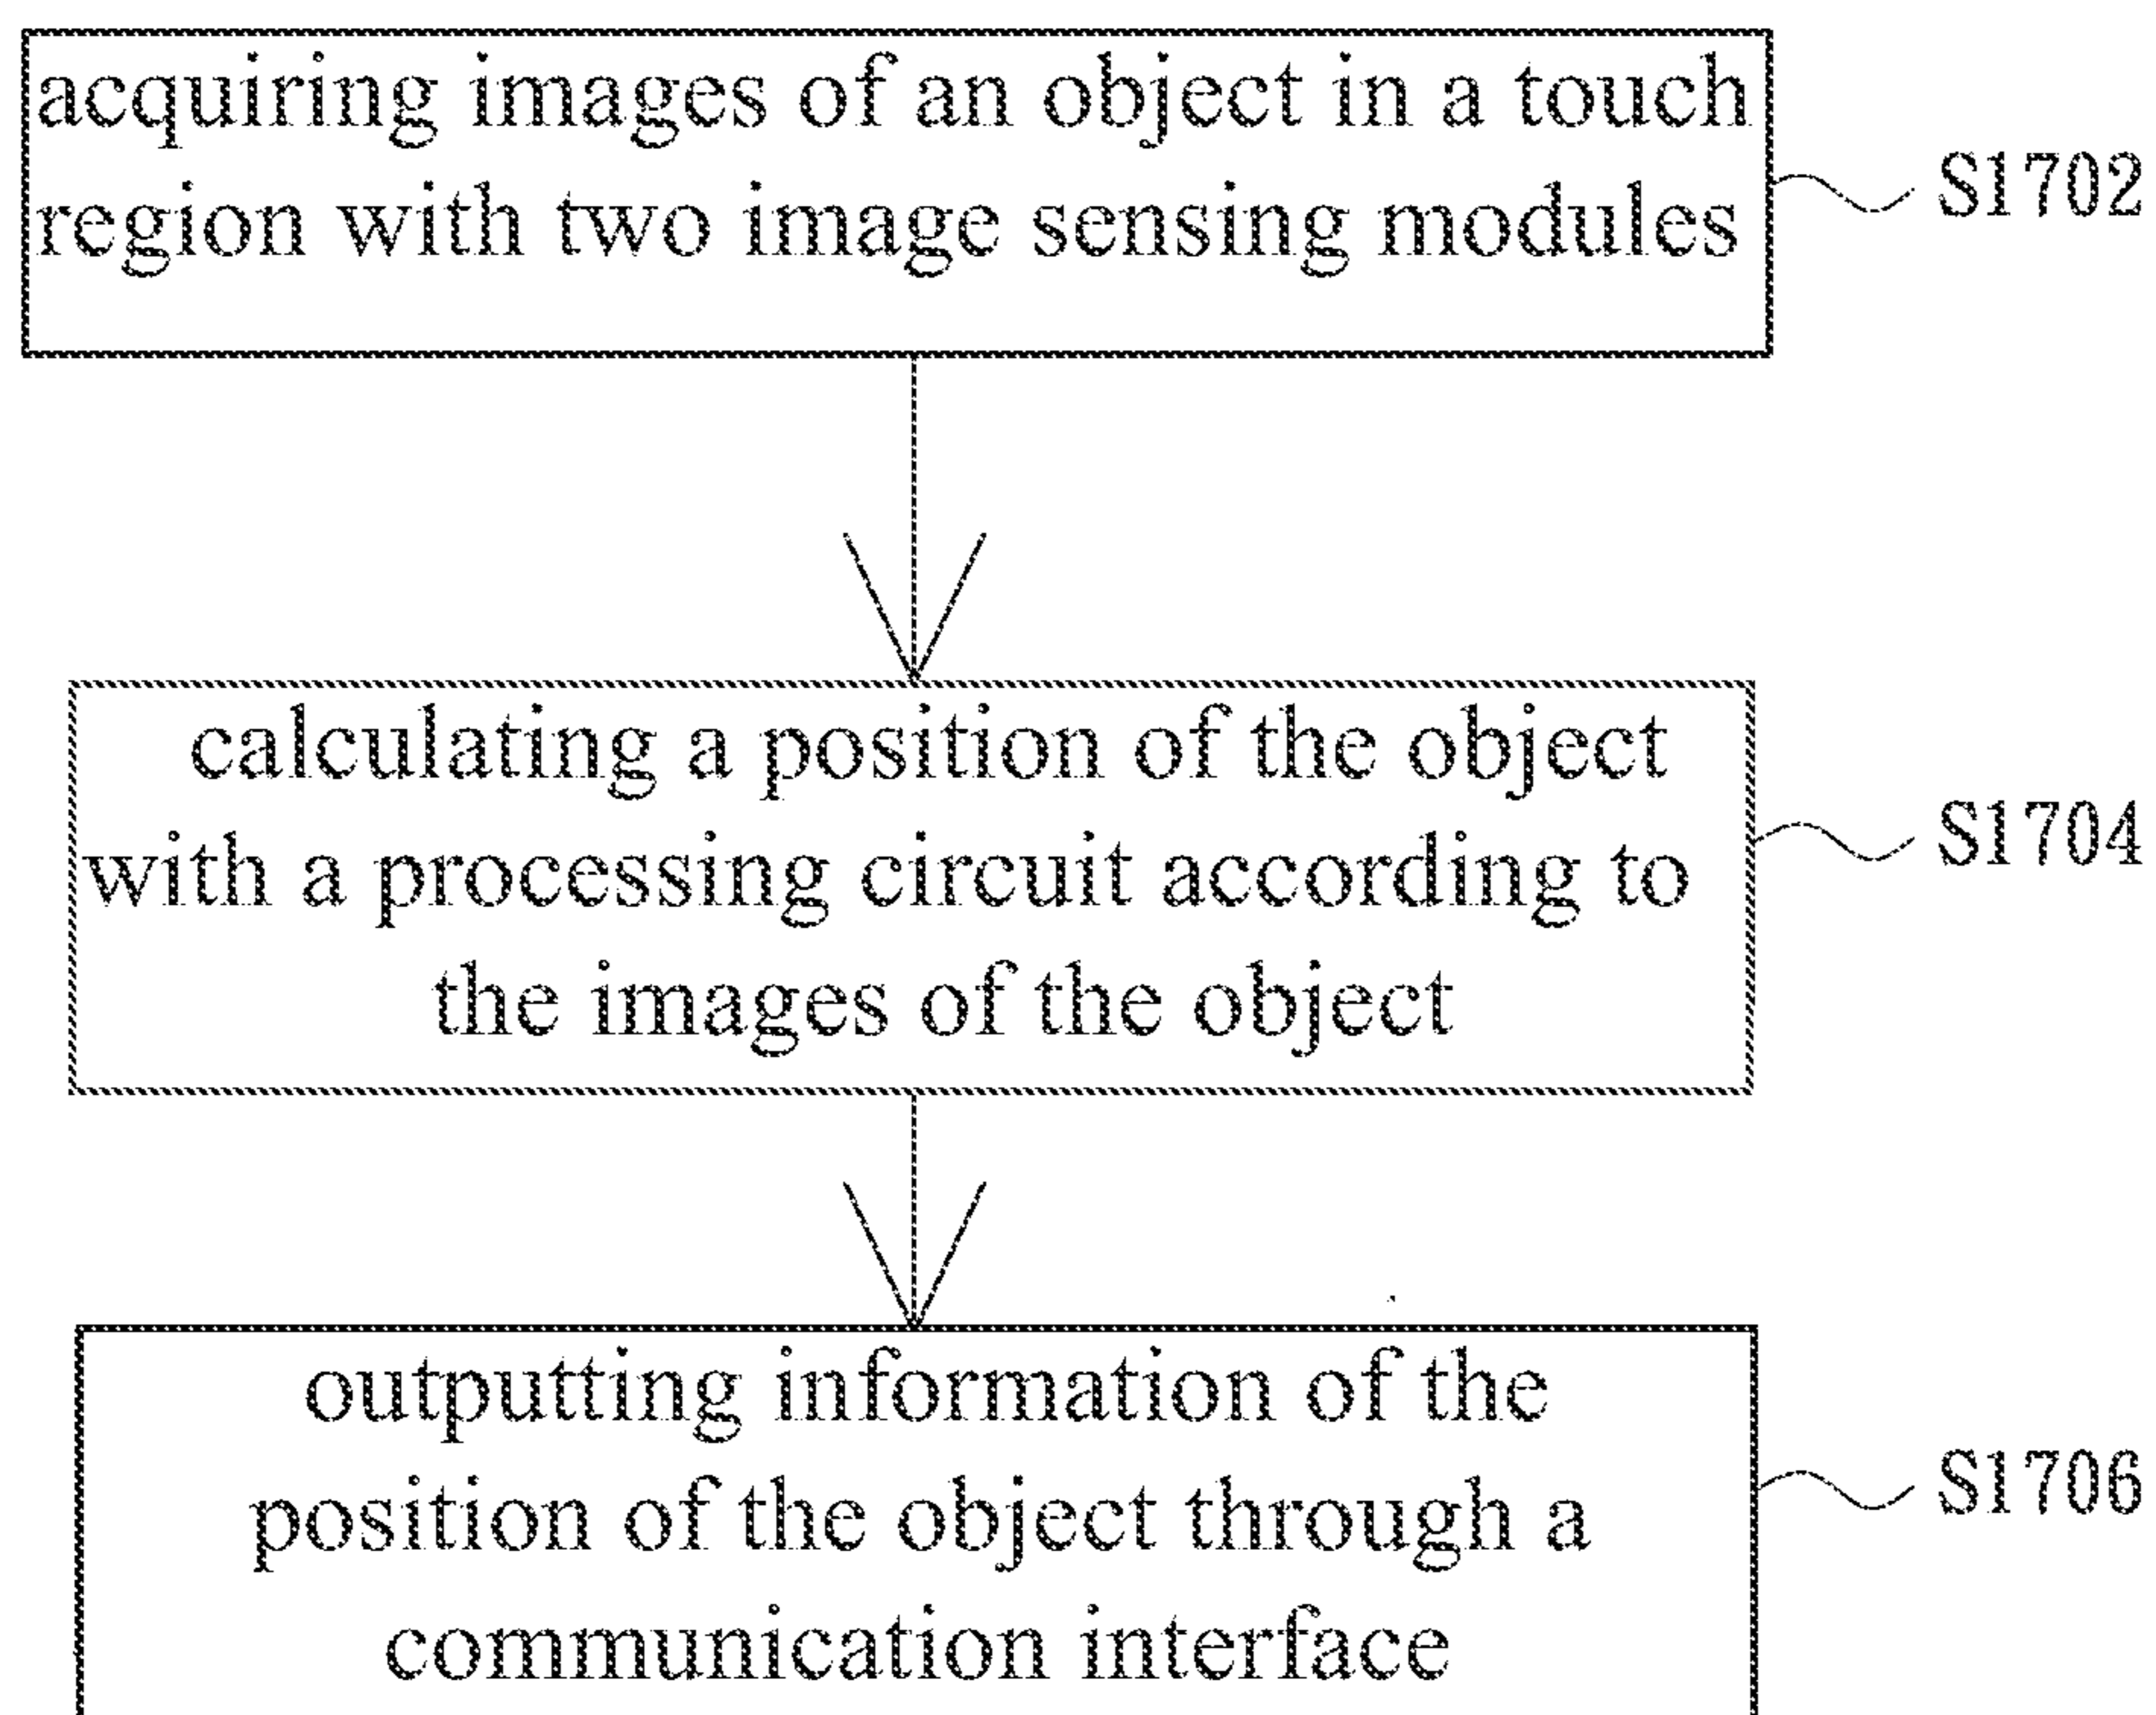 acquiring images of an object in a touch
region with two image sensing modules
S1702
calculating a position of the object
with a processing circuit according to
the images of the object
S1704
outputting information of the
position of the object through a
communication interface
S1706